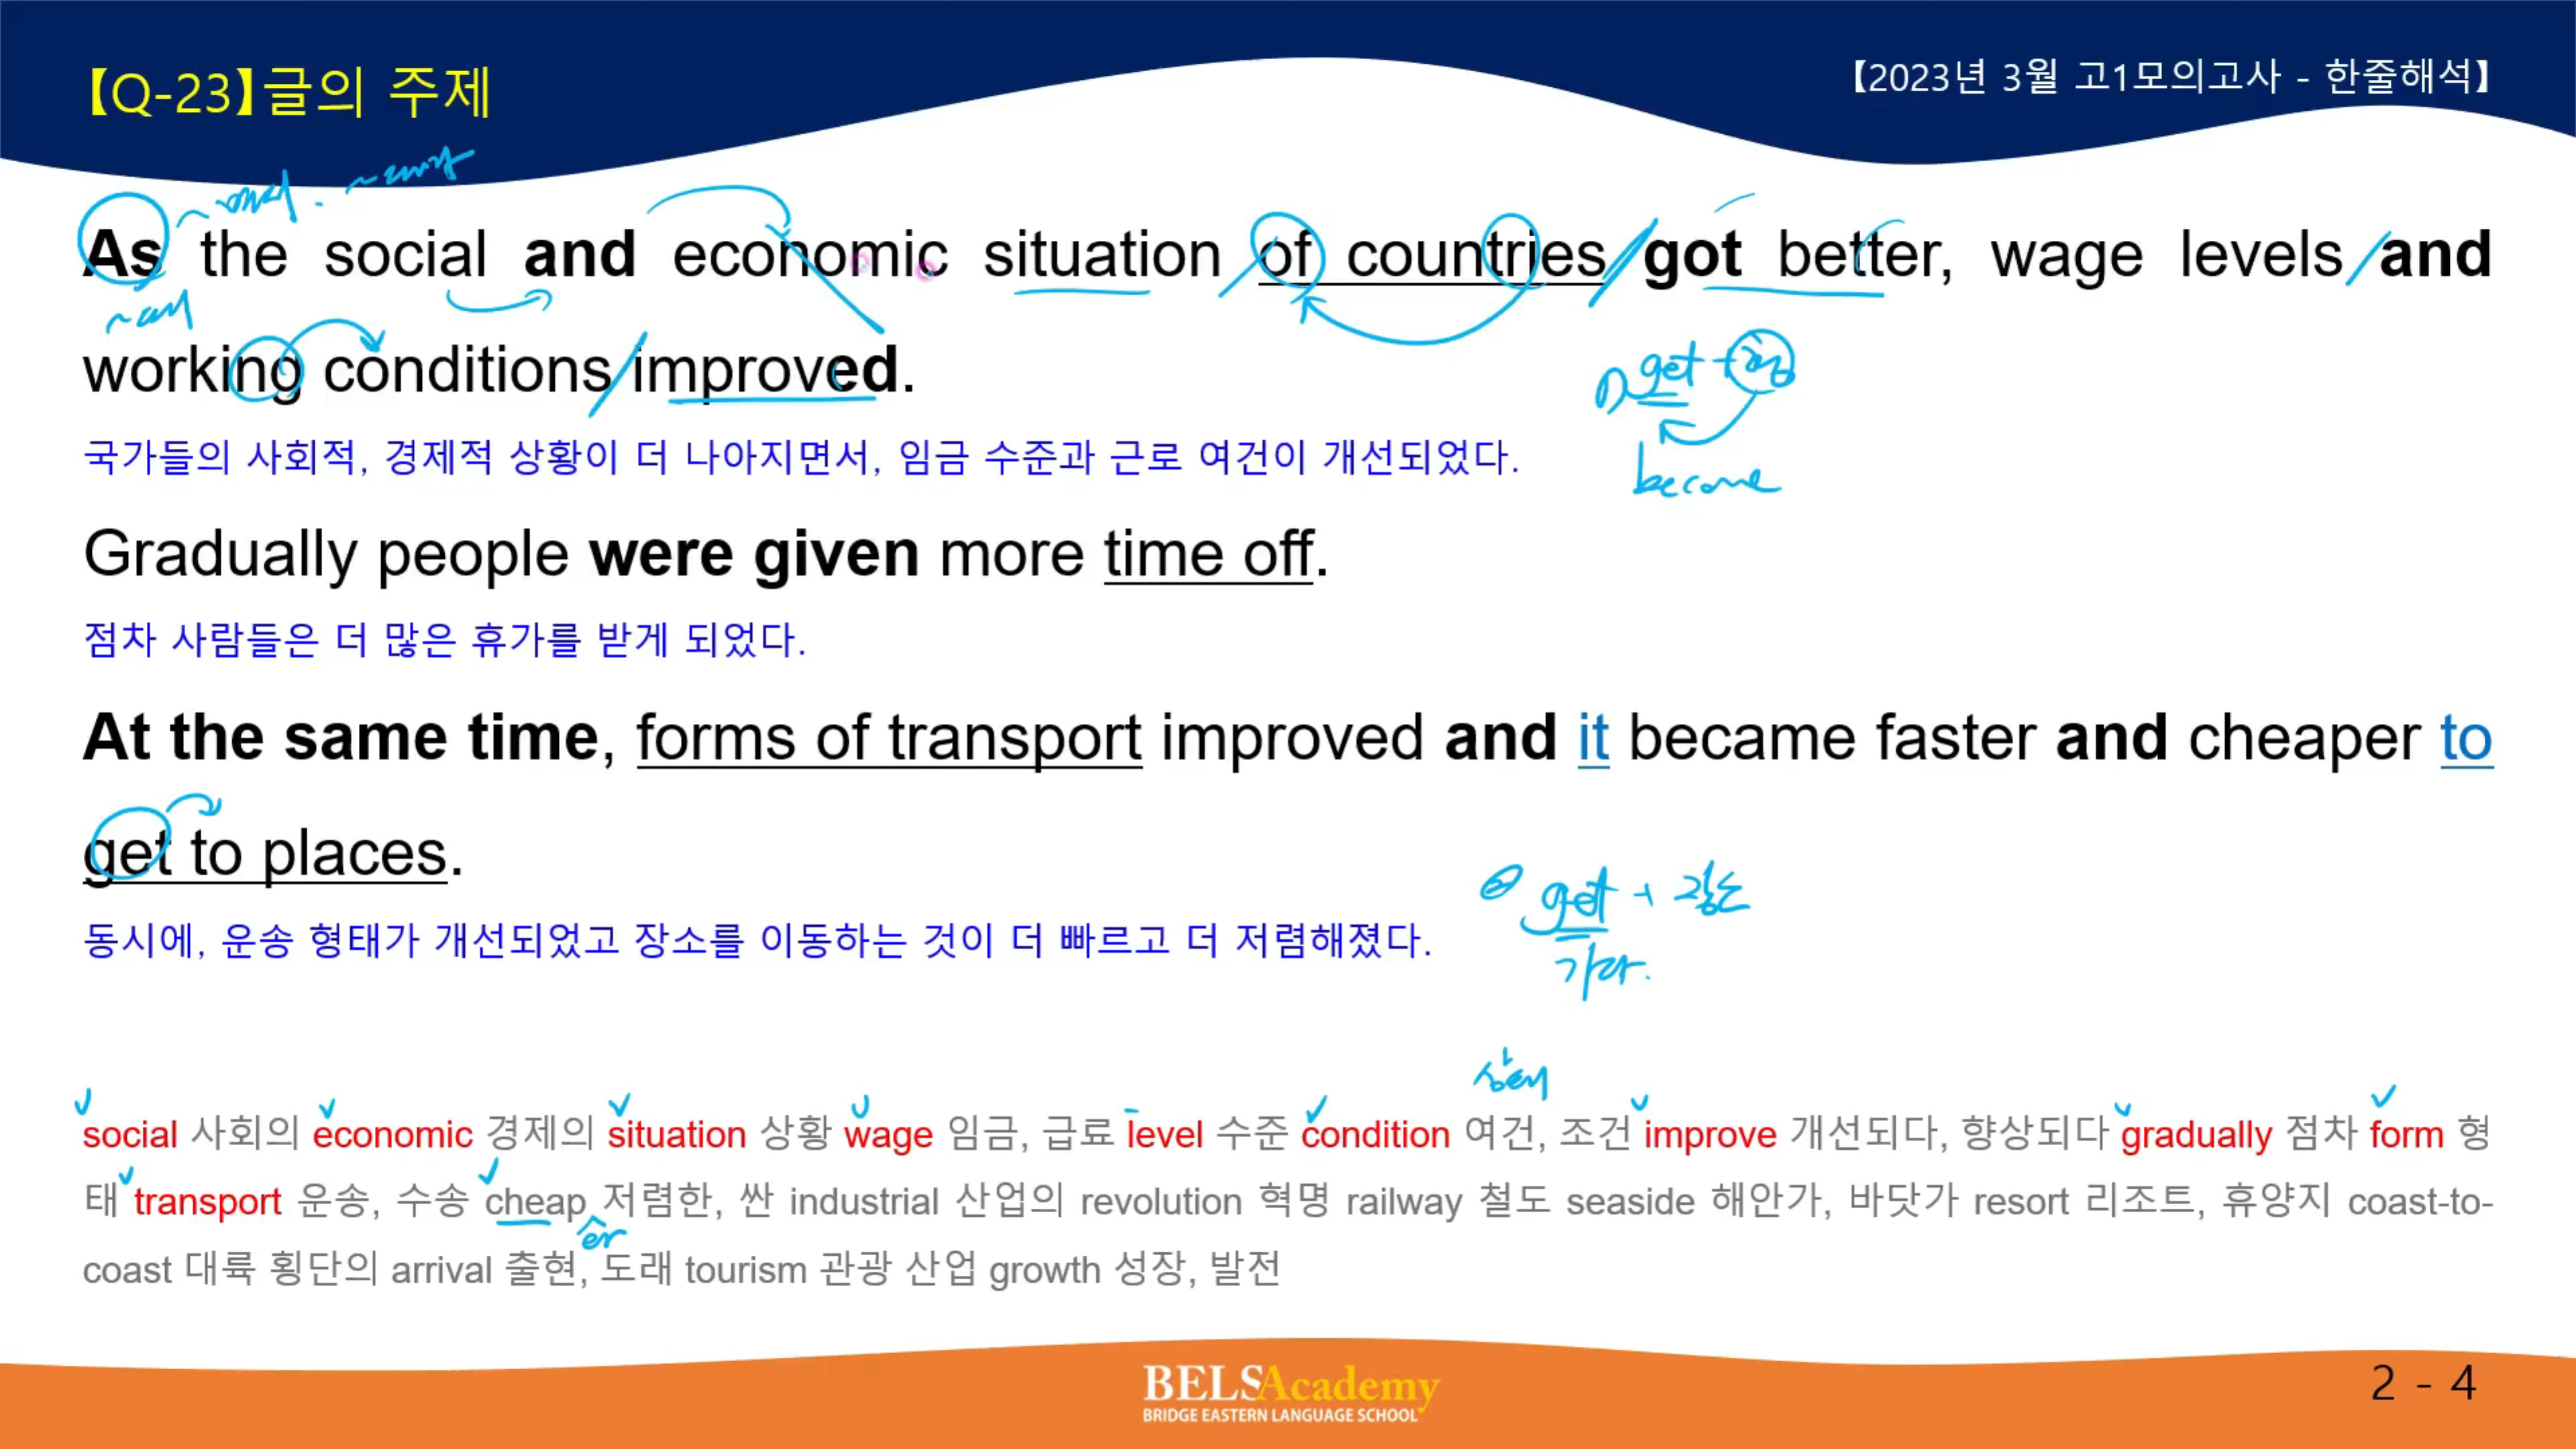 【Q-23】글의 주제
【2023년 3월 고1모의고사 - 한줄해석】
As the social and economic situation of countries got better, wage levels and
working conditions improved.
① get + 형
become
국가들의 사회적, 경제적 상황이 더 나아지면서, 임금 수준과 근로 여건이 개선되었다.
Gradually people were given more time off.
점차 사람들은 더 많은 휴가를 받게 되었다.
At the same time, forms of transport improved and it became faster and cheaper to
get to places.
② get + 장소
가다.
동시에, 운송 형태가 개선되었고 장소를 이동하는 것이 더 빠르고 더 저렴해졌다.
상태
social 사회의 economic 경제의 situation 상황 wage 임금, 급료 level 수준 condition 여건, 조건 improve 개선되다, 향상되다 gradually 점차 form 형
태 transport 운송, 수송 cheap 저렴한, 싼 industrial 산업의 revolution 혁명 railway 철도 seaside 해안가, 바닷가 resort 리조트, 휴양지 coast-to-
er
coast 대륙 횡단의 arrival 출현, 도래 tourism 관광 산업 growth 성장, 발전
BELSAcademy
BRIDGE EASTERN LANGUAGE SCHOOL
2 - 4